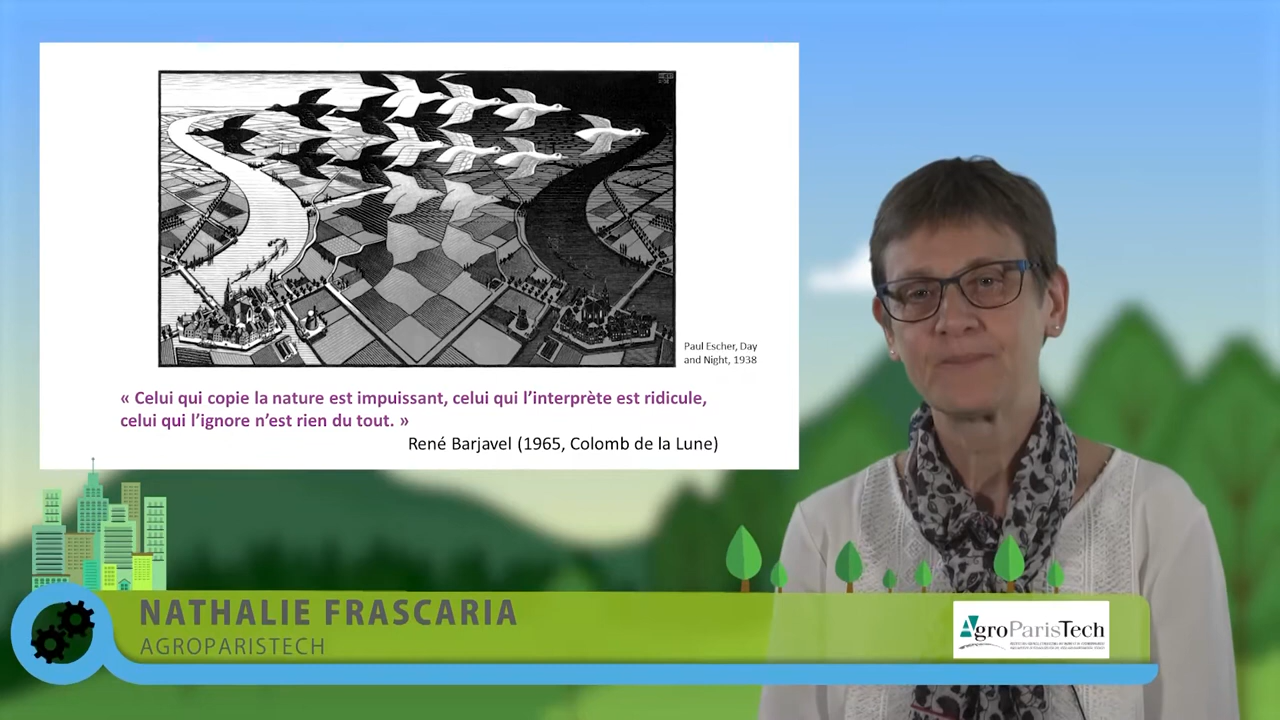 Paul Escher, Day
and Night, 1938
« Celui qui copie la nature est impuissant, celui qui l’interprète est ridicule,
celui qui l’ignore n’est rien du tout. »
René Barjavel (1965, Colomb de la Lune)
NATHALIE FRASCARIA
AGROPARISTECH
AgroParisTech